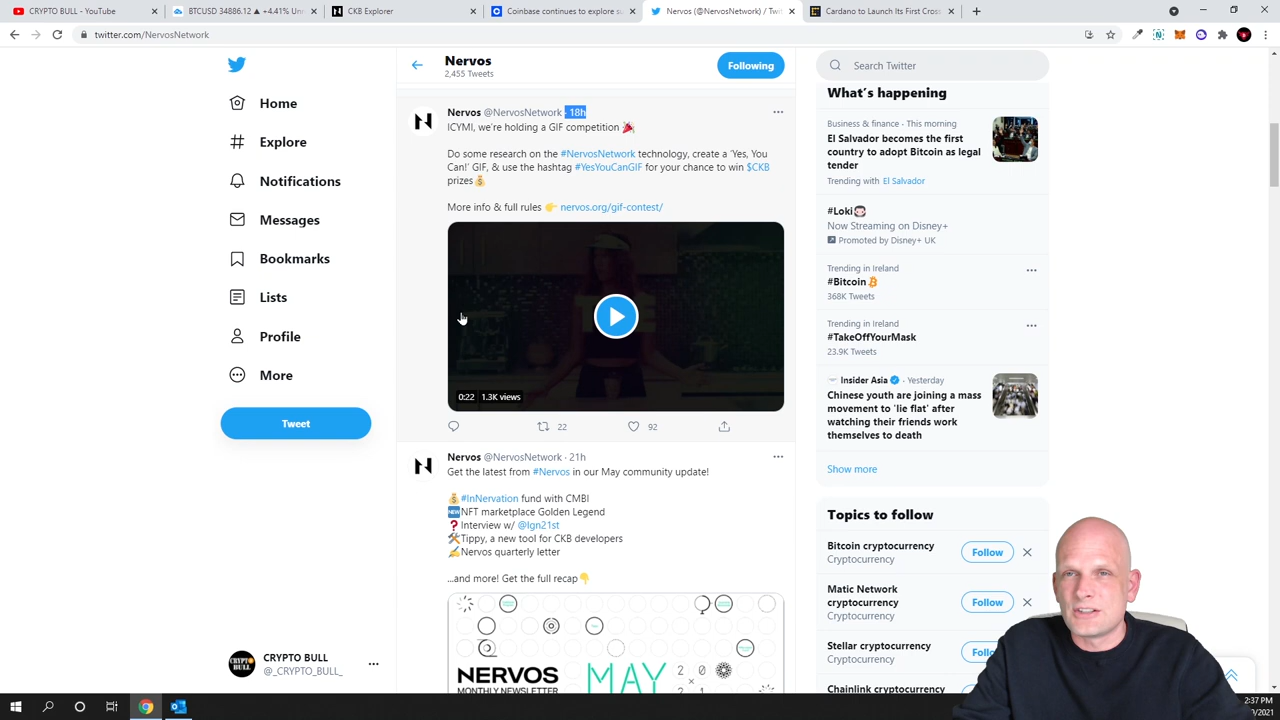 CRYPTO BULL - YouTube
BTCUSD 34886.12 ▲ +4.41% Un
CKB Explorer
Coinbase continues to explore su
Nervos (@NervosNetwork) / Twi
Cardano to Launch Its First Cross
twitter.com/NervosNetwork
Nervos
2,455 Tweets
Following
Search Twitter
Home
Explore
Notifications
Messages
Bookmarks
Lists
Profile
More
Tweet
CRYPTO BULL
@_CRYPTO_BULL_
Nervos @NervosNetwork · 18h
ICYMI, we're holding a GIF competition 🎉
Do some research on the #NervosNetwork technology, create a 'Yes, You
Can!' GIF, & use the hashtag #YesYouCanGIF for your chance to win $CKB
prizes💰
More info & full rules 👉 nervos.org/gif-contest/
0:22 1.3K views
22 92
Nervos @NervosNetwork · 21h
Get the latest from #Nervos in our May community update!
💰#InNervation fund with CMBI
🆕NFT marketplace Golden Legend
❓Interview w/ @Ign21st
🛠Tippy, a new tool for CKB developers
✍Nervos quarterly letter
...and more! Get the full recap👇
NERVOS MAY
MONTHLY NEWSLETTER
What's happening
Business & finance · This morning
El Salvador becomes the first
country to adopt Bitcoin as legal
tender
Trending with El Salvador
#Loki
Now Streaming on Disney+
Promoted by Disney+ UK
Trending in Ireland
#Bitcoin
368K Tweets
Trending in Ireland
#TakeOffYourMask
23.9K Tweets
Insider Asia · Yesterday
Chinese youth are joining a mass
movement to 'lie flat' after
watching their friends work
themselves to death
Show more
Topics to follow
Bitcoin cryptocurrency
Cryptocurrency
Follow
Matic Network
cryptocurrency
Cryptocurrency
Follow
Stellar cryptocurrency
Cryptocurrency
Chainlink cryptocurrency
2:37 PM